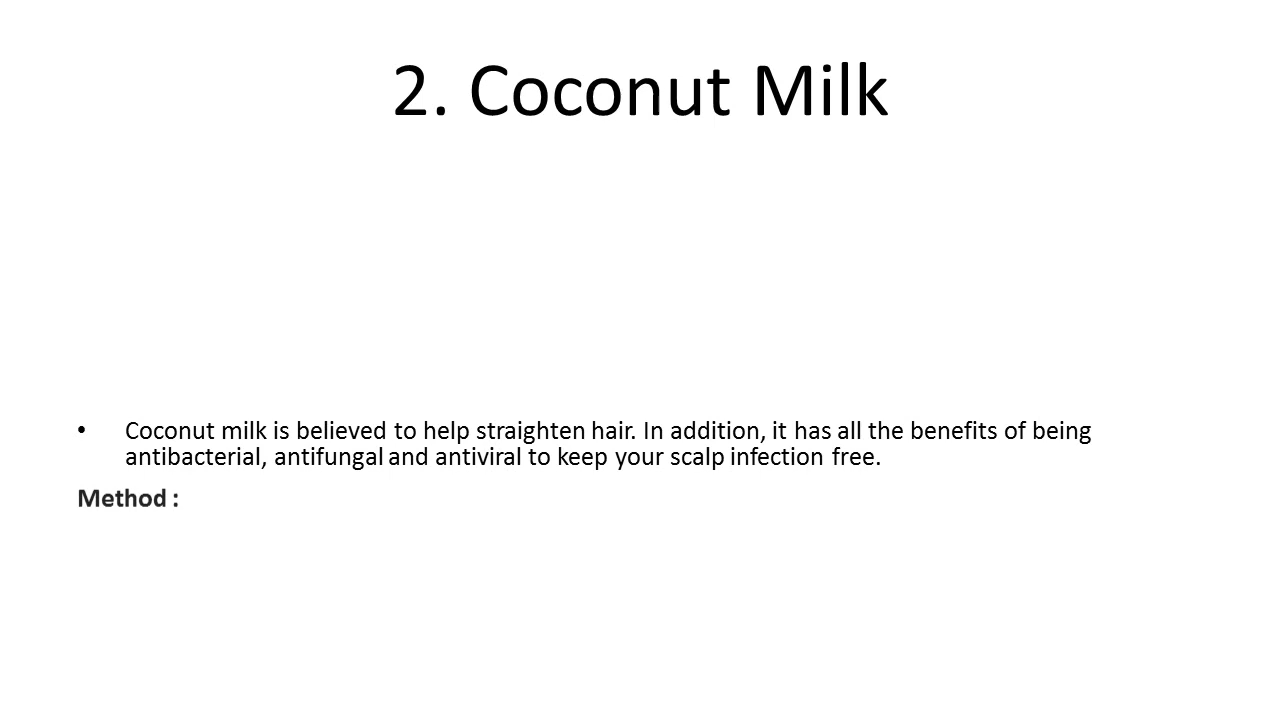 2. Coconut Milk
• Coconut milk is believed to help straighten hair. In addition, it has all the benefits of being
antibacterial, antifungal and antiviral to keep your scalp infection free.
Method :